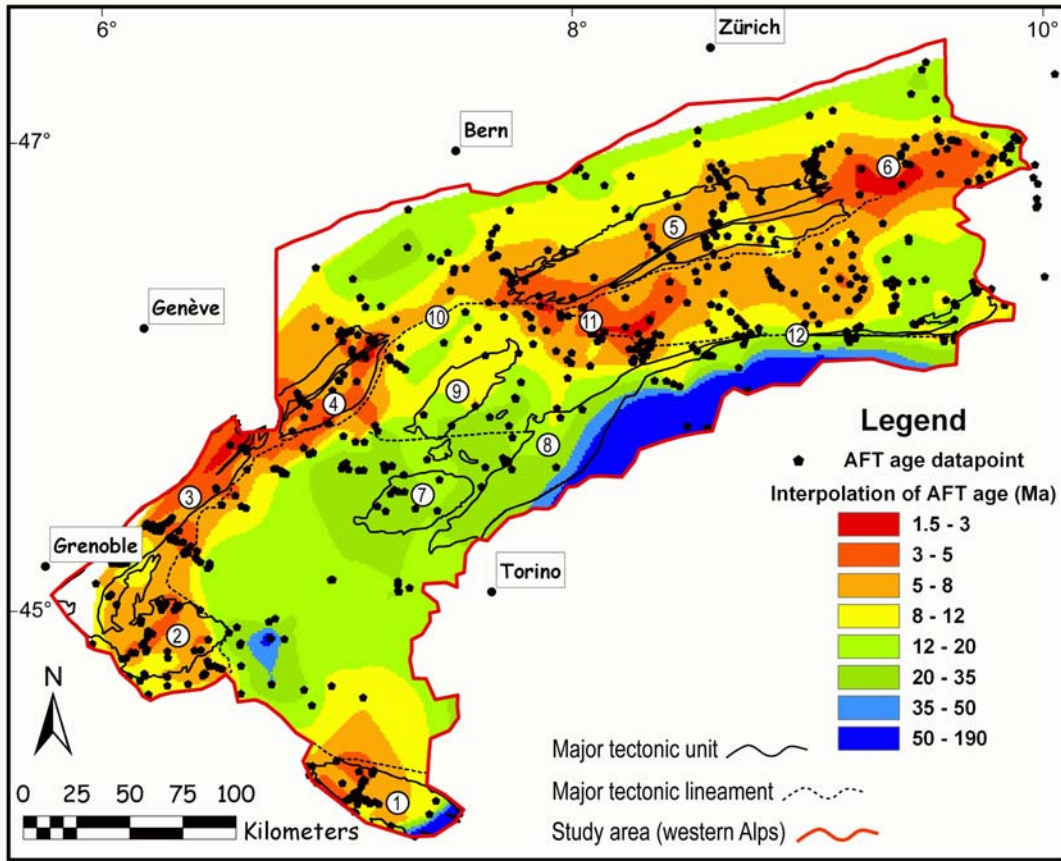 6°
8°
10°
Zürich
47°
Bern
6
5
Genève
10
11
12
9
4
8
Legend
AFT age datapoint
Interpolation of AFT age (Ma)
7
3
1.5 - 3
Grenoble
3 - 5
Torino
5 - 8
45°
8 - 12
2
12 - 20
20 - 35
N
35 - 50
50 - 190
Major tectonic unit
0 25 50 75 100
Major tectonic lineament
1
Kilometers
Study area (western Alps)